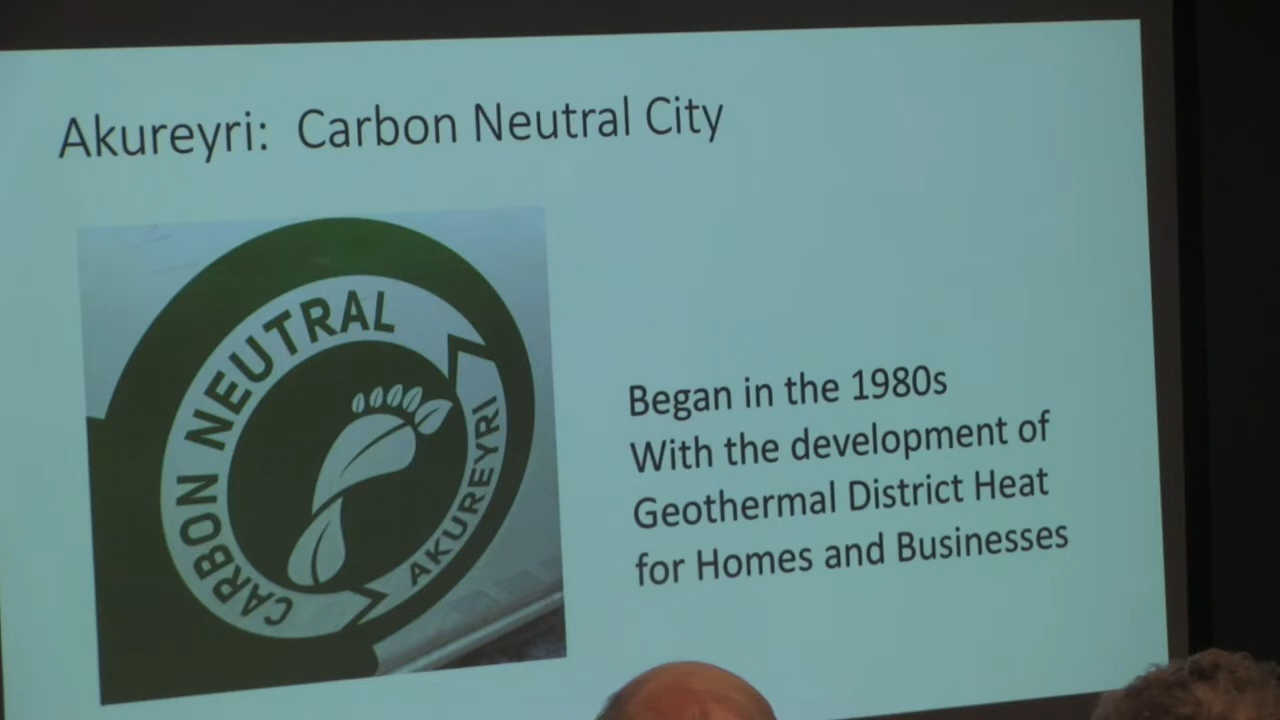 Akureyri: Carbon Neutral City
CARBON NEUTRAL
AKUREYRI
Began in the 1980s
With the development of
Geothermal District Heat
for Homes and Businesses